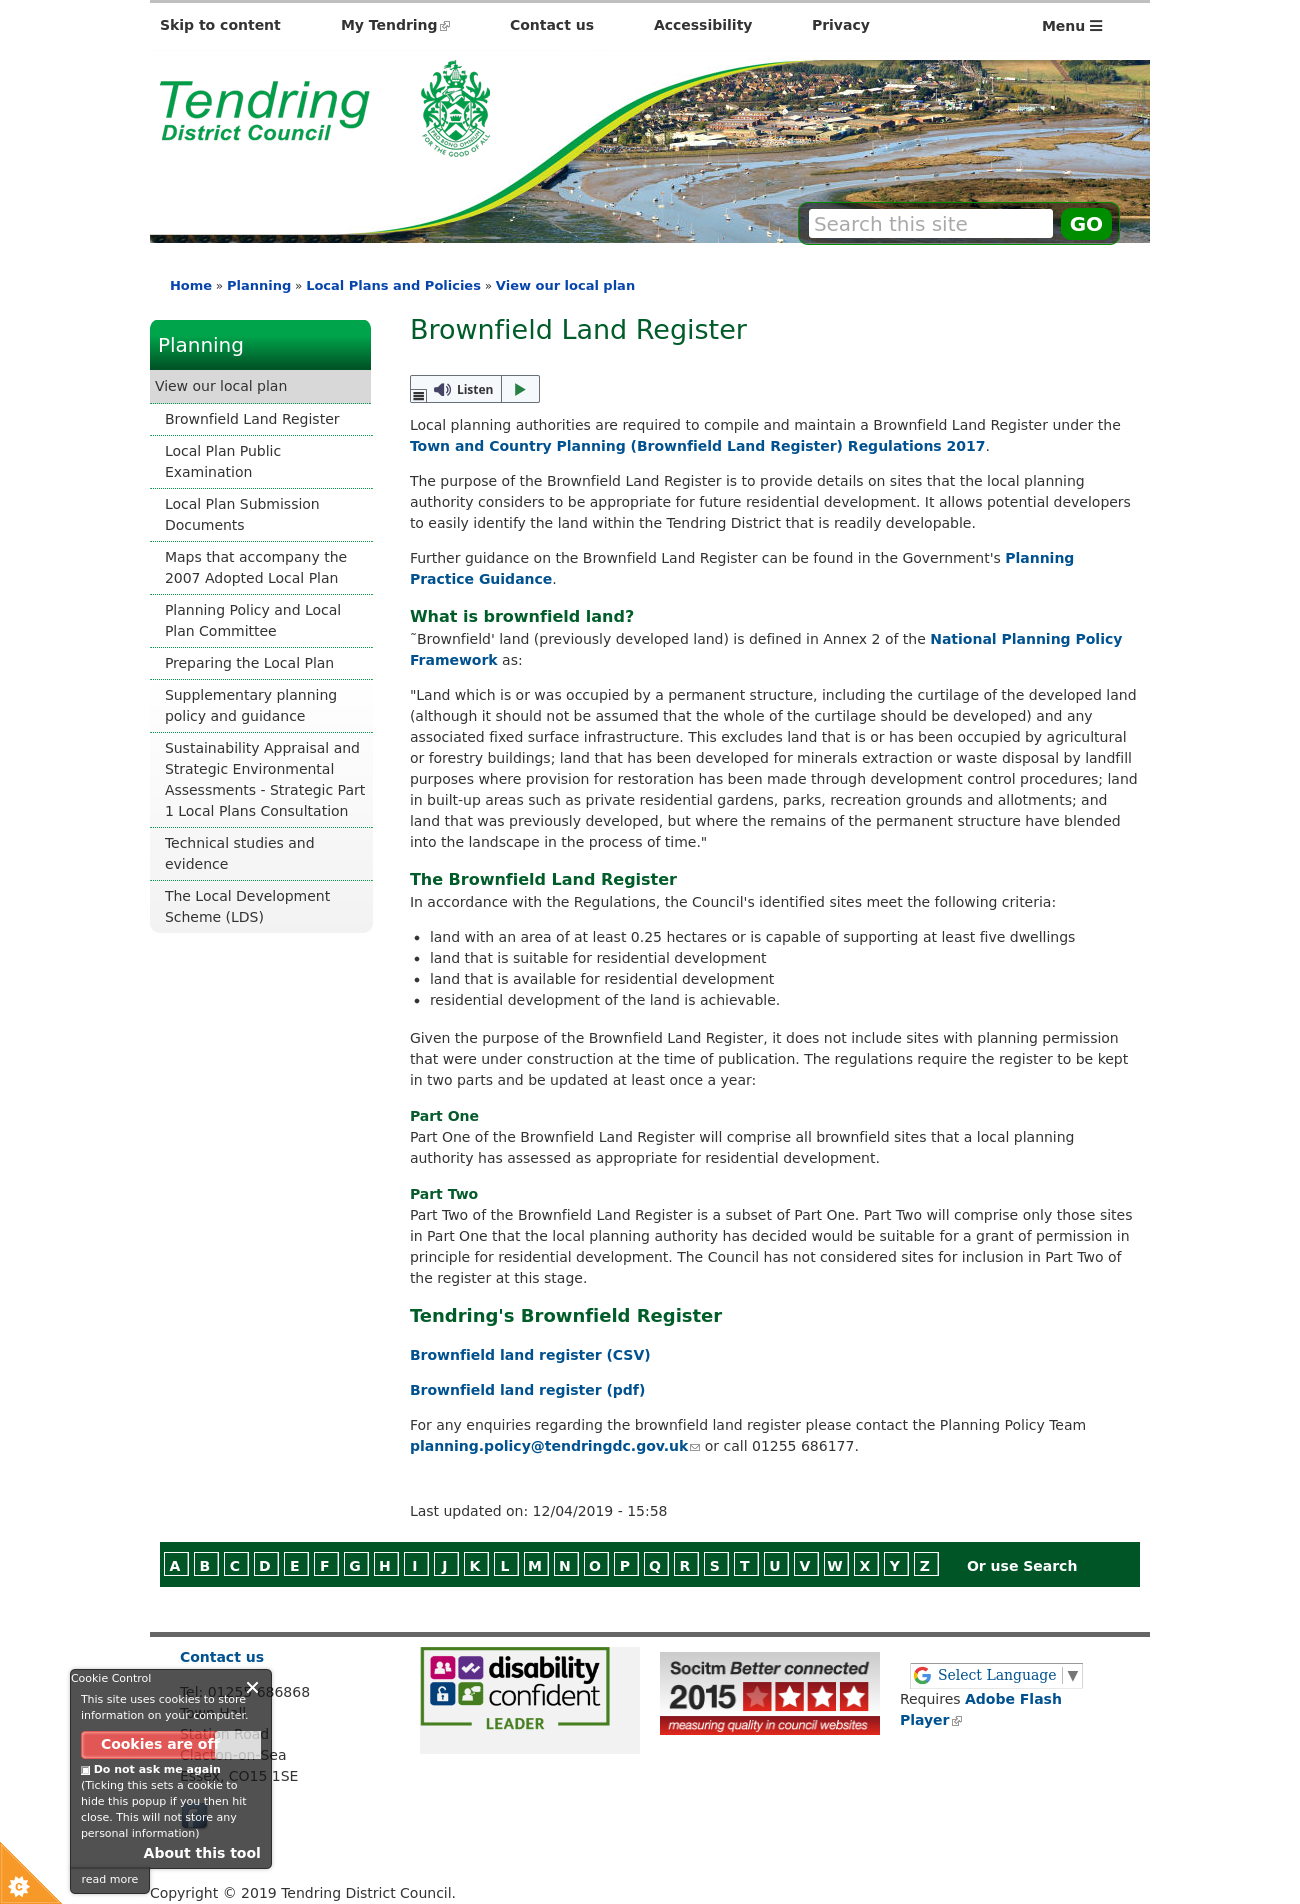 Skip to content
My Tendring
Contact us
Accessibility
Privacy
Menu
Tendring
District Council
PRO BONO OMNIUM
FOR THE GOOD OF ALL
Search this site
GO
Home » Planning » Local Plans and Policies » View our local plan
Planning
View our local plan
Brownfield Land Register
Local Plan Public
Examination
Local Plan Submission
Documents
Maps that accompany the
2007 Adopted Local Plan
Planning Policy and Local
Plan Committee
Preparing the Local Plan
Supplementary planning
policy and guidance
Sustainability Appraisal and
Strategic Environmental
Assessments - Strategic Part
1 Local Plans Consultation
Technical studies and
evidence
The Local Development
Scheme (LDS)
Brownfield Land Register
Listen
Local planning authorities are required to compile and maintain a Brownfield Land Register under the
Town and Country Planning (Brownfield Land Register) Regulations 2017.
The purpose of the Brownfield Land Register is to provide details on sites that the local planning
authority considers to be appropriate for future residential development. It allows potential developers
to easily identify the land within the Tendring District that is readily developable.
Further guidance on the Brownfield Land Register can be found in the Government's Planning
Practice Guidance.
What is brownfield land?
˜Brownfield' land (previously developed land) is defined in Annex 2 of the National Planning Policy
Framework as:
"Land which is or was occupied by a permanent structure, including the curtilage of the developed land
(although it should not be assumed that the whole of the curtilage should be developed) and any
associated fixed surface infrastructure. This excludes land that is or has been occupied by agricultural
or forestry buildings; land that has been developed for minerals extraction or waste disposal by landfill
purposes where provision for restoration has been made through development control procedures; land
in built-up areas such as private residential gardens, parks, recreation grounds and allotments; and
land that was previously developed, but where the remains of the permanent structure have blended
into the landscape in the process of time."
The Brownfield Land Register
In accordance with the Regulations, the Council's identified sites meet the following criteria:
• land with an area of at least 0.25 hectares or is capable of supporting at least five dwellings
• land that is suitable for residential development
• land that is available for residential development
• residential development of the land is achievable.
Given the purpose of the Brownfield Land Register, it does not include sites with planning permission
that were under construction at the time of publication. The regulations require the register to be kept
in two parts and be updated at least once a year:
Part One
Part One of the Brownfield Land Register will comprise all brownfield sites that a local planning
authority has assessed as appropriate for residential development.
Part Two
Part Two of the Brownfield Land Register is a subset of Part One. Part Two will comprise only those sites
in Part One that the local planning authority has decided would be suitable for a grant of permission in
principle for residential development. The Council has not considered sites for inclusion in Part Two of
the register at this stage.
Tendring's Brownfield Register
Brownfield land register (CSV)
Brownfield land register (pdf)
For any enquiries regarding the brownfield land register please contact the Planning Policy Team
planning.policy@tendringdc.gov.uk or call 01255 686177.
Last updated on: 12/04/2019 - 15:58
A B C D E F G H I J K L M N O P Q R S T U V W X Y Z Or use Search
Contact us
Tel: 01255 686868
Town Hall
Station Road
Clacton-on-Sea
Essex, CO15 1SE
Cookie Control
This site uses cookies to store
information on your computer.
Cookies are off
Do not ask me again
(Ticking this sets a cookie to
hide this popup if you then hit
close. This will not store any
personal information)
About this tool
read more
disability
confident
LEADER
Socitm Better connected
2015
measuring quality in council websites
Select Language
Requires Adobe Flash
Player
Copyright © 2019 Tendring District Council.